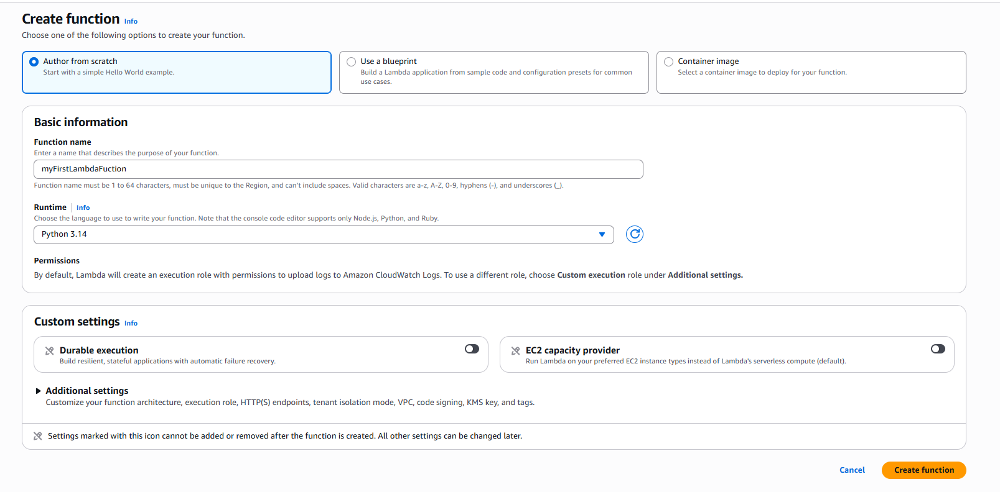 Create function Info
Choose one of the following options to create your function.
Author from scratch
Start with a simple Hello World example.
Use a blueprint
Build a Lambda application from sample code and configuration presets for common
use cases.
Container image
Select a container image to deploy for your function.
Basic information
Function name
Enter a name that describes the purpose of your function.
myFirstLambdaFuction
Function name must be 1 to 64 characters, must be unique to the Region, and can't include spaces. Valid characters are a-z, A-Z, 0-9, hyphens (-), and underscores (_).
Runtime Info
Choose the language to use to write your function. Note that the console code editor supports only Node.js, Python, and Ruby.
Python 3.14
Permissions
By default, Lambda will create an execution role with permissions to upload logs to Amazon CloudWatch Logs. To use a different role, choose Custom execution role under Additional settings.
Custom settings Info
Durable execution
Build resilient, stateful applications with automatic failure recovery.
EC2 capacity provider
Run Lambda on your preferred EC2 instance types instead of Lambda's serverless compute (default).
Additional settings
Customize your function architecture, execution role, HTTP(S) endpoints, tenant isolation mode, VPC, code signing, KMS key, and tags.
Settings marked with this icon cannot be added or removed after the function is created. All other settings can be changed later.
Cancel
Create function